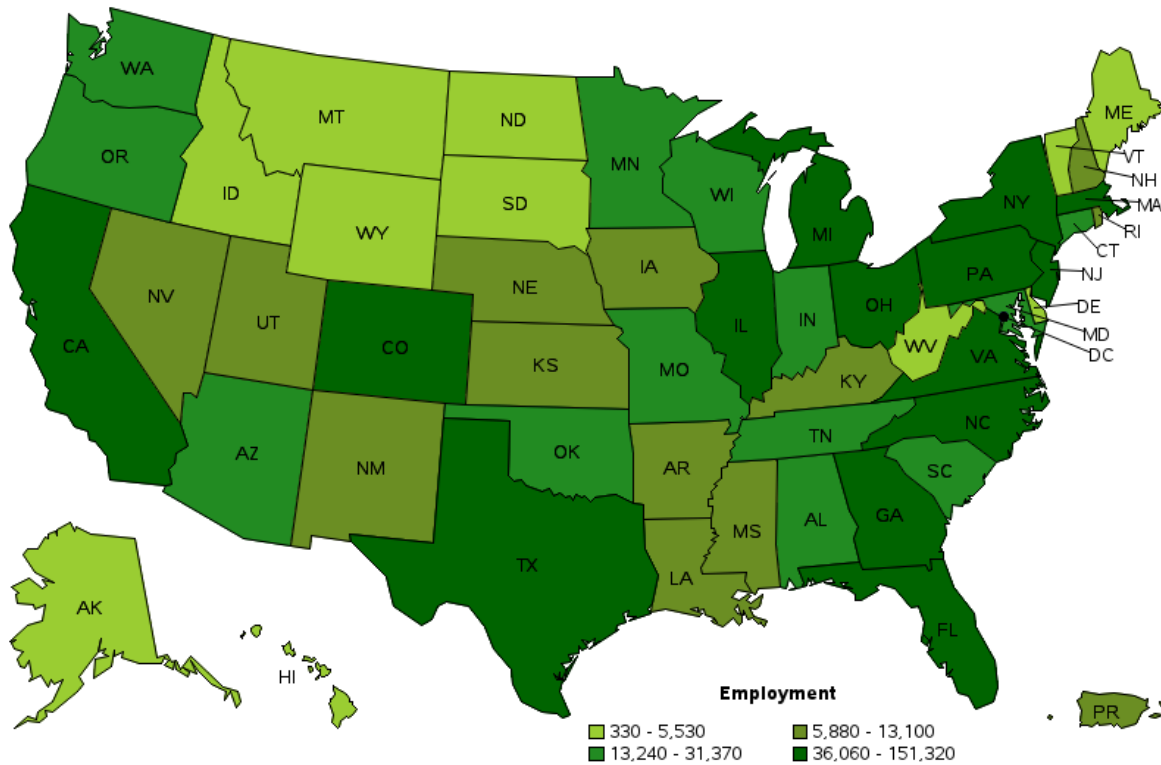 WA
MT
ND
ME
OR
MN
VT
ID
SD
WI
NH
NY
MA
WY
MI
RI
CT
IA
PA
NJ
NE
NV
OH
DE
UT
IL
IN
MD
CA
CO
WV
VA
DC
KS
MO
KY
NC
TN
AZ
OK
NM
AR
SC
MS
AL
GA
TX
LA
AK
FL
HI
PR
Employment
330 - 5,530 5,880 - 13,100
13,240 - 31,370 36,060 - 151,320